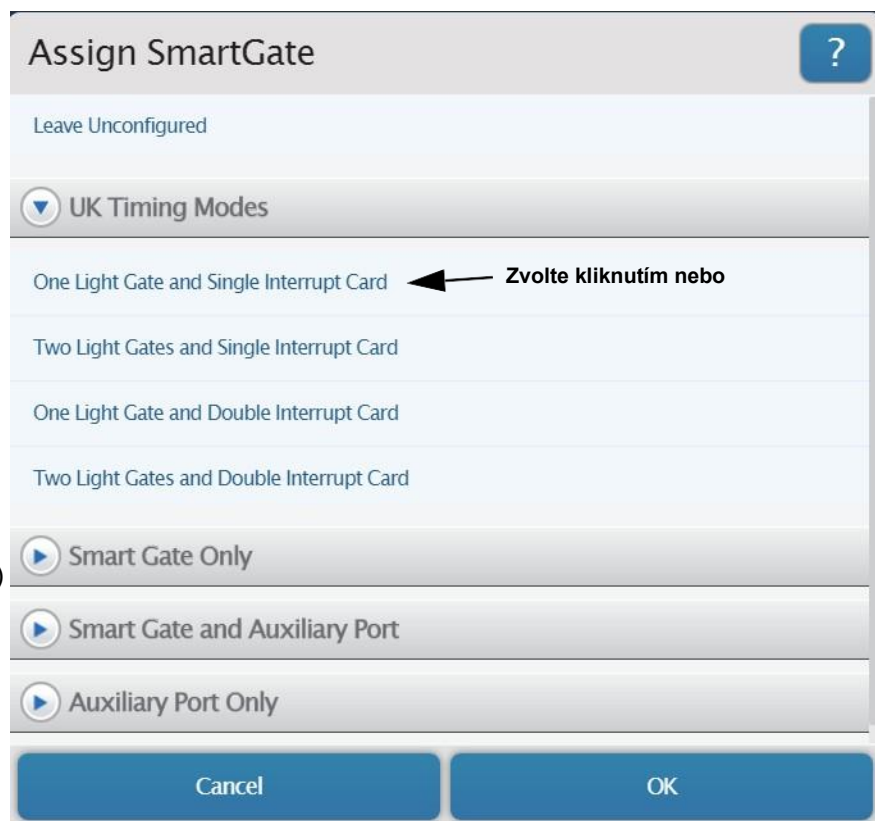 Assign SmartGate
?
Leave Unconfigured
UK Timing Modes
One Light Gate and Single Interrupt Card
Zvolte kliknutím nebo
Two Light Gates and Single Interrupt Card
One Light Gate and Double Interrupt Card
Two Light Gates and Double Interrupt Card
Smart Gate Only
)
Smart Gate and Auxiliary Port
Auxiliary Port Only
Cancel
OK